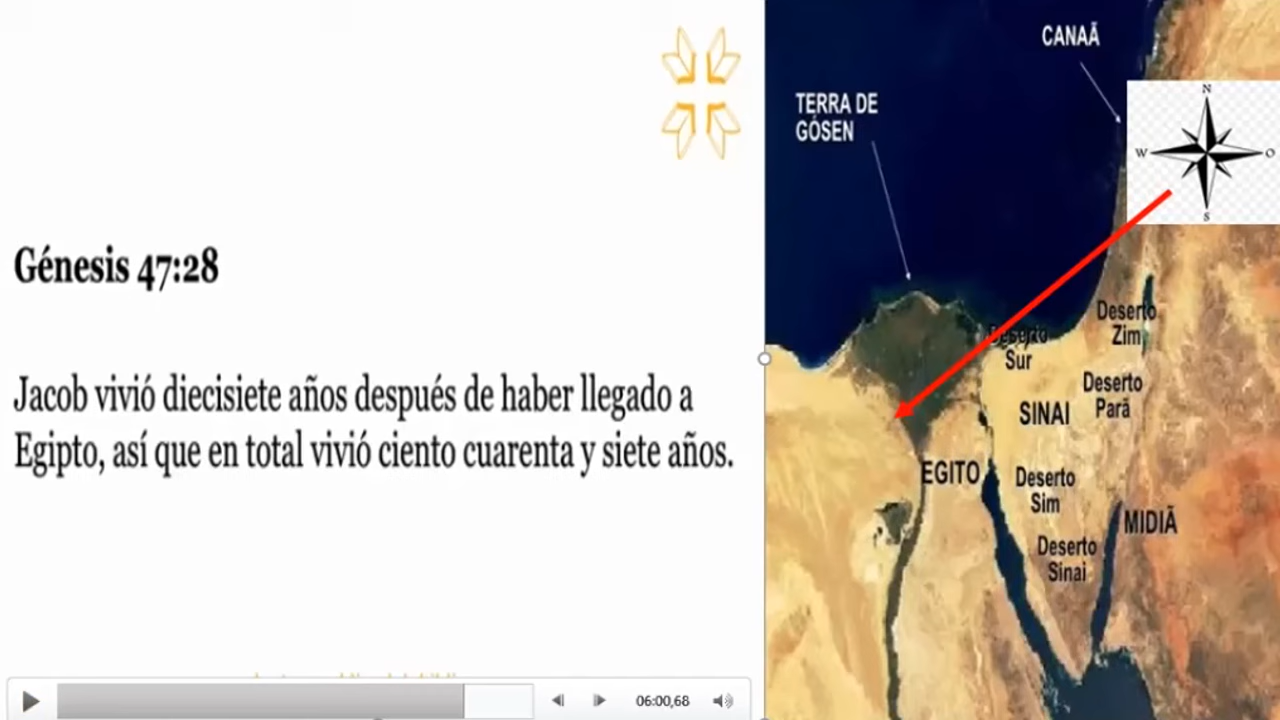 Génesis 47:28
Jacob vivió diecisiete años después de haber llegado a
Egipto, así que en total vivió ciento cuarenta y siete años.
06:00,68
CANAÃ
TERRA DE
GÓSEN
N
W
O
S
Deserto
Sur
Deserto
Zim
Deserto
Parã
SINAI
EGITO
Deserto
Sim
MIDIÃ
Deserto
Sinai